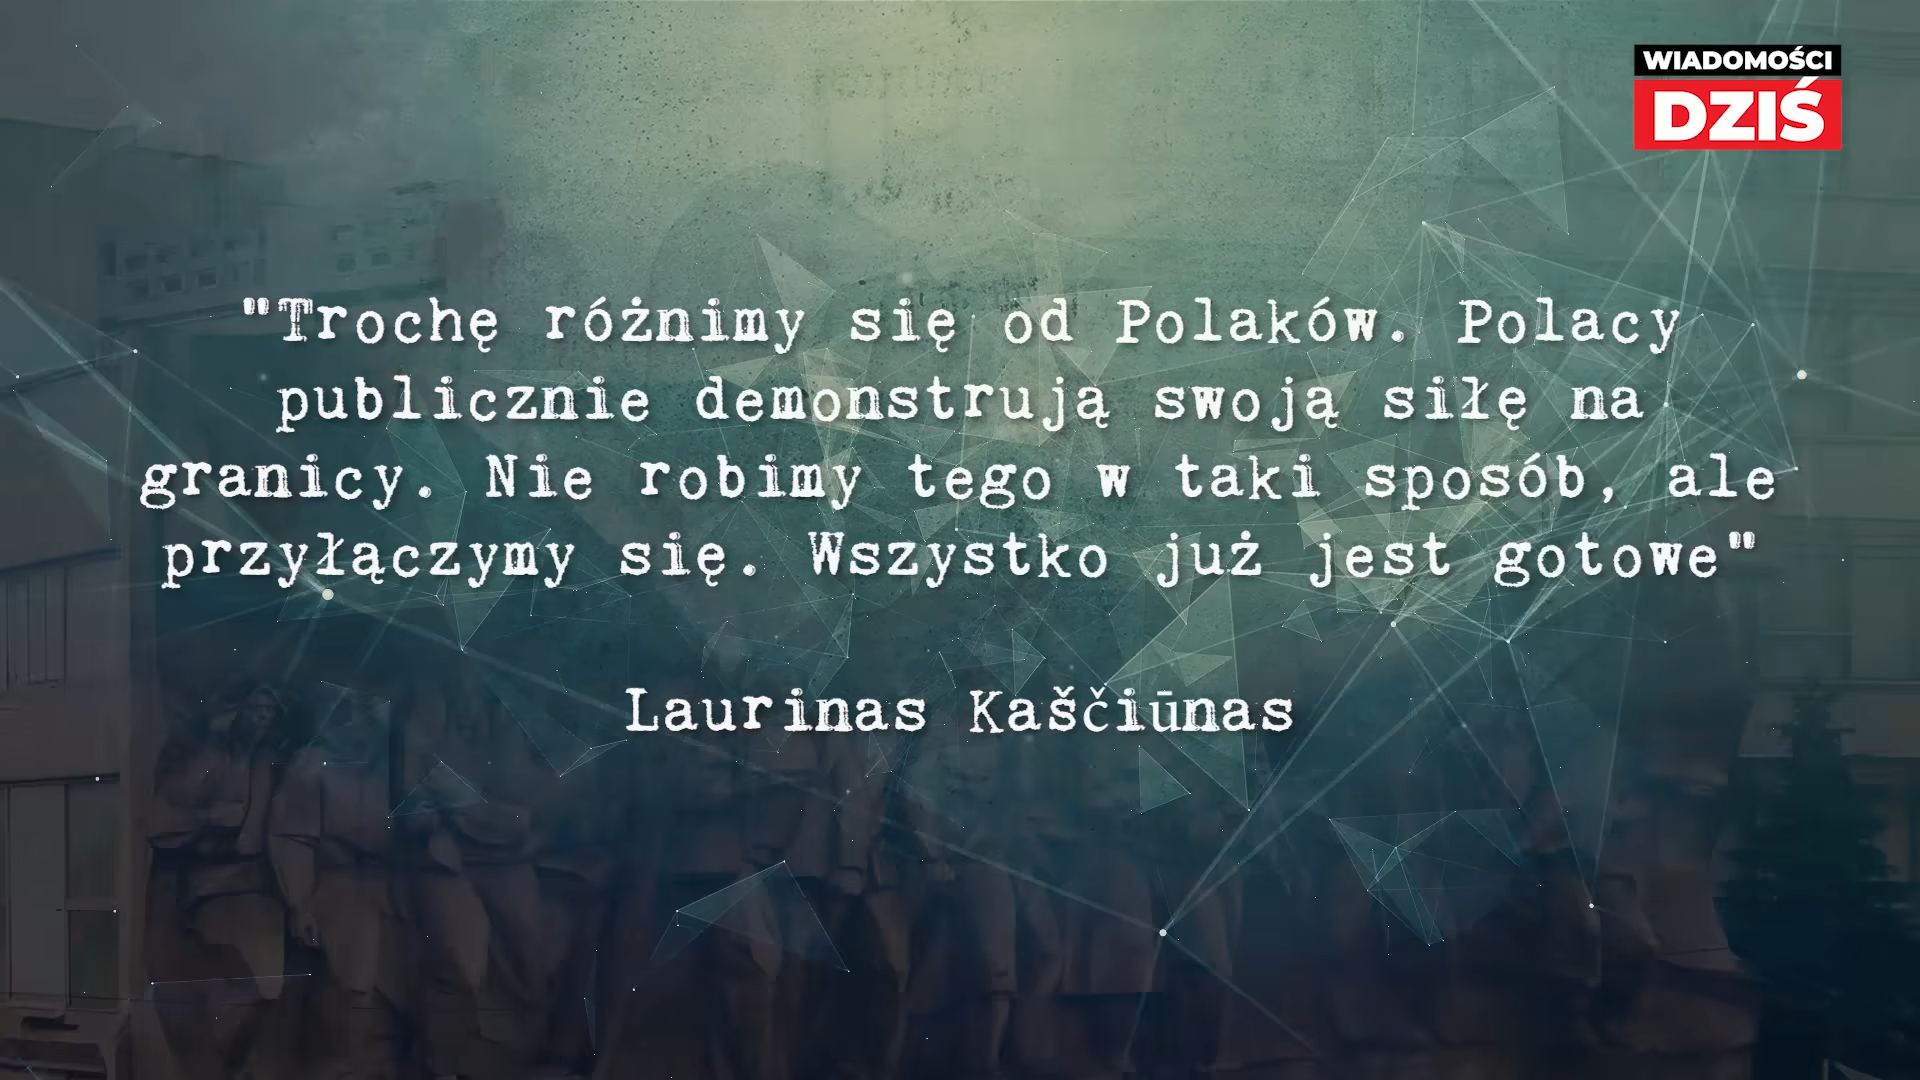 WIADOMOŚCI
DZIŚ
"Trochę różnimy się od Polaków. Polacy
publicznie demonstrują swoją siłę na
granicy. Nie robimy tego w taki sposób, ale
przyłączymy się. Wszystko już jest gotowe"
Laurinas Kaščiūnas